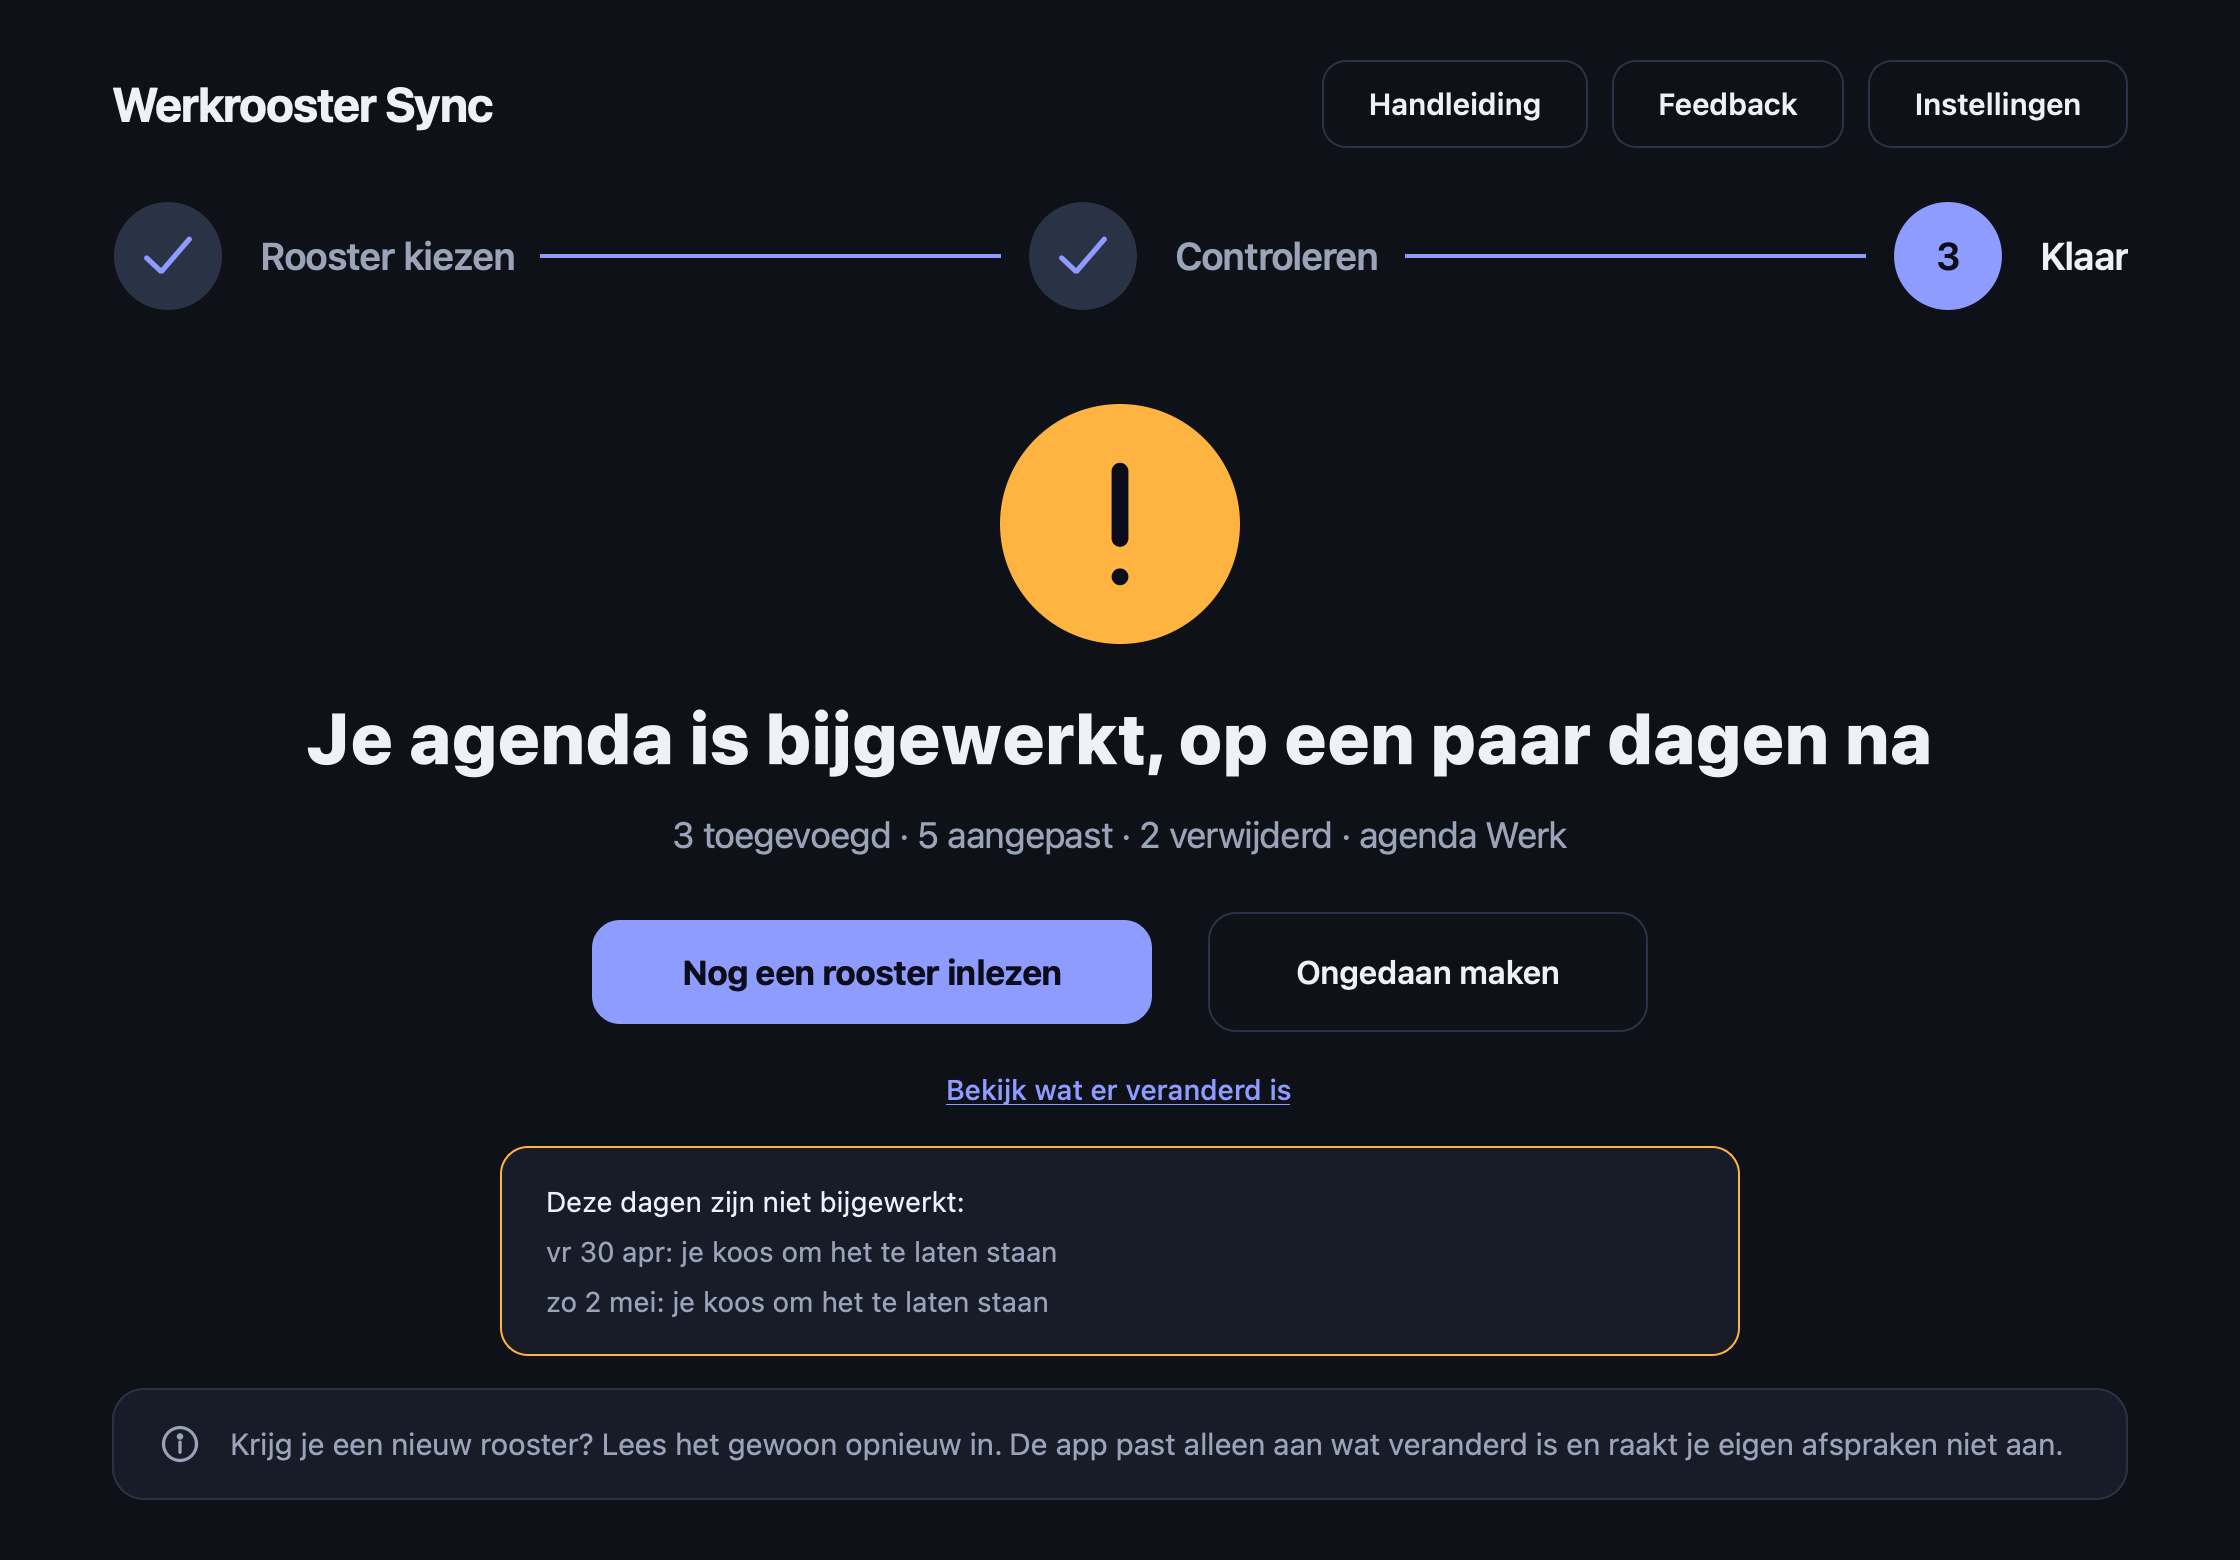 Werkrooster Sync
Handleiding
Feedback
Instellingen
Rooster kiezen
Controleren
3
Klaar
Je agenda is bijgewerkt, op een paar dagen na
3 toegevoegd · 5 aangepast · 2 verwijderd · agenda Werk
Nog een rooster inlezen
Ongedaan maken
Bekijk wat er veranderd is
Deze dagen zijn niet bijgewerkt:
vr 30 apr: je koos om het te laten staan
zo 2 mei: je koos om het te laten staan
Krijg je een nieuw rooster? Lees het gewoon opnieuw in. De app past alleen aan wat veranderd is en raakt je eigen afspraken niet aan.